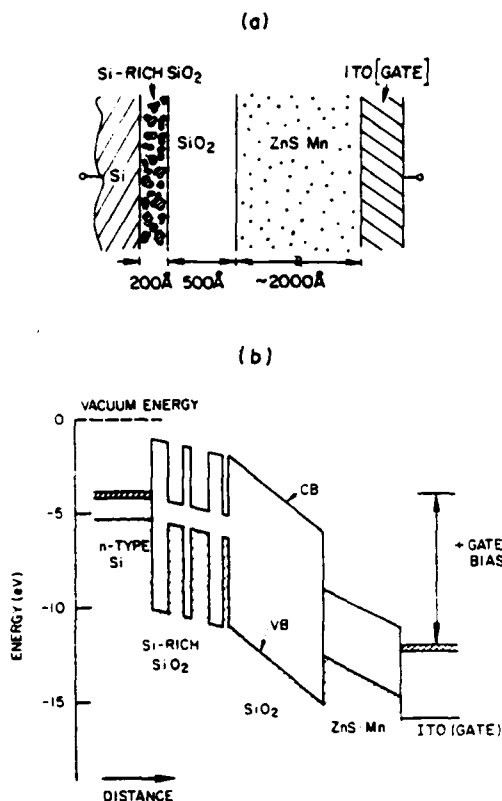 (a)
Si-RICH SiO2
ITO [GATE]
Si
SiO2
ZnS Mn
200Å 500Å ~2000Å
(b)
VACUUM ENERGY
0
-5
-10
-15
ENERGY (eV)
n-TYPE
Si
Si-RICH
SiO2
CB
VB
SiO2
ZnS Mn
+ GATE
BIAS
ITO (GATE)
DISTANCE